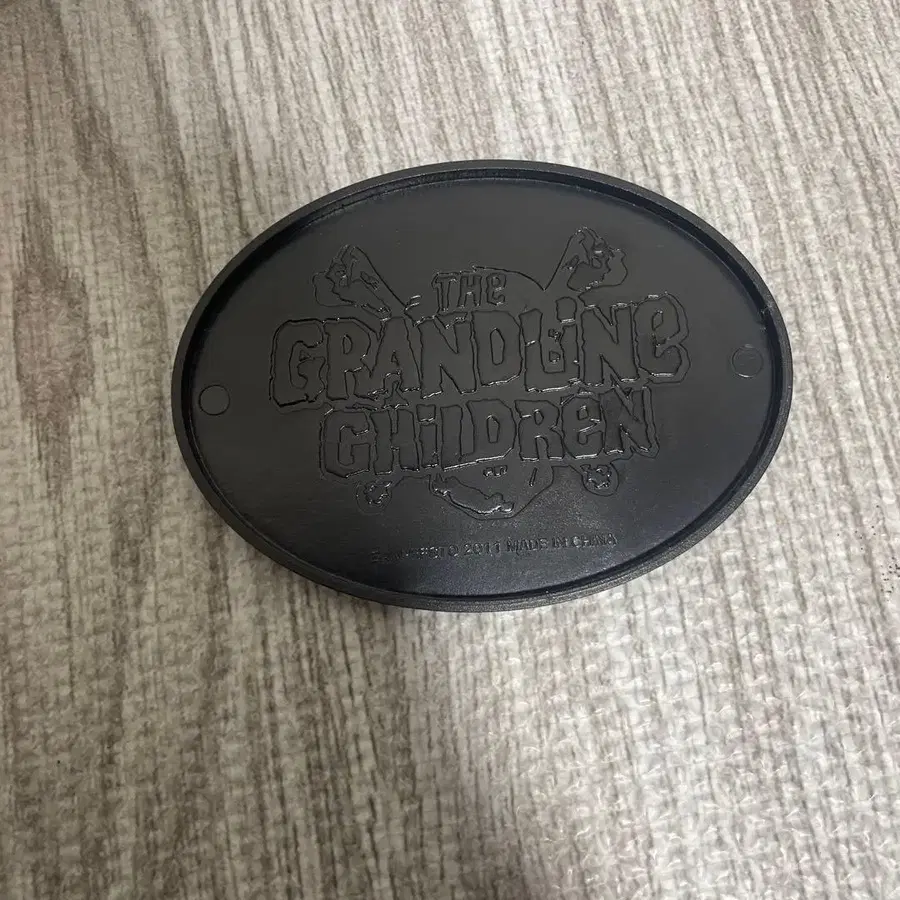 THE
GRANDLINE
CHILDREN
2011 MADE IN CHINA